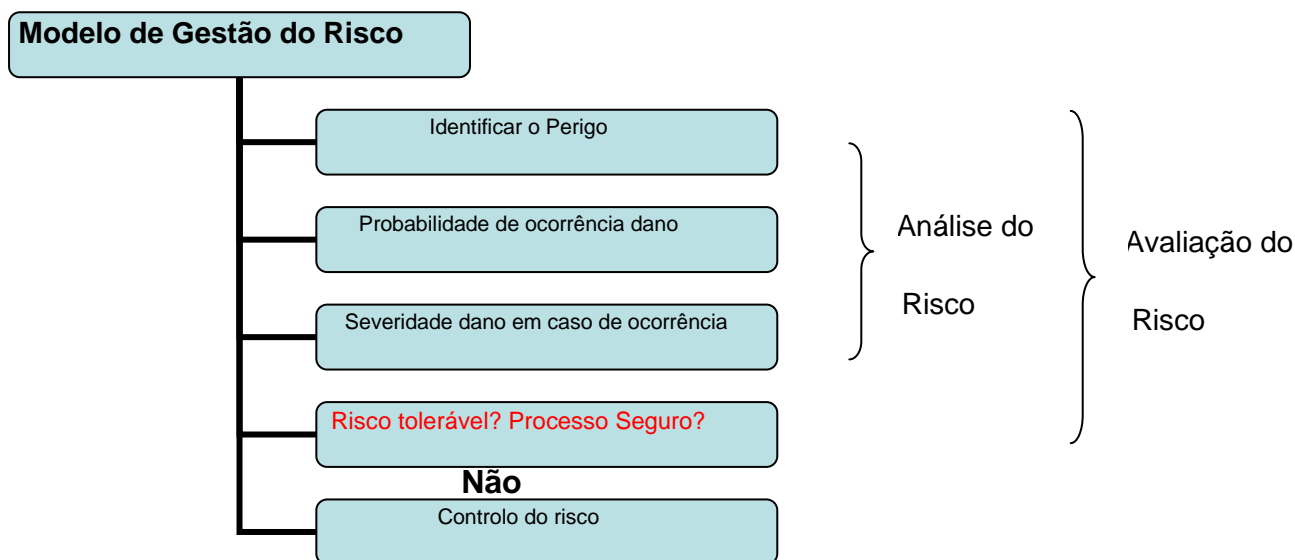 Modelo de Gestão do Risco
Identificar o Perigo
Probabilidade de ocorrência dano
Severidade dano em caso de ocorrência
Risco tolerável? Processo Seguro?
Não
Controlo do risco
Análise do
Risco
Avaliação do
Risco